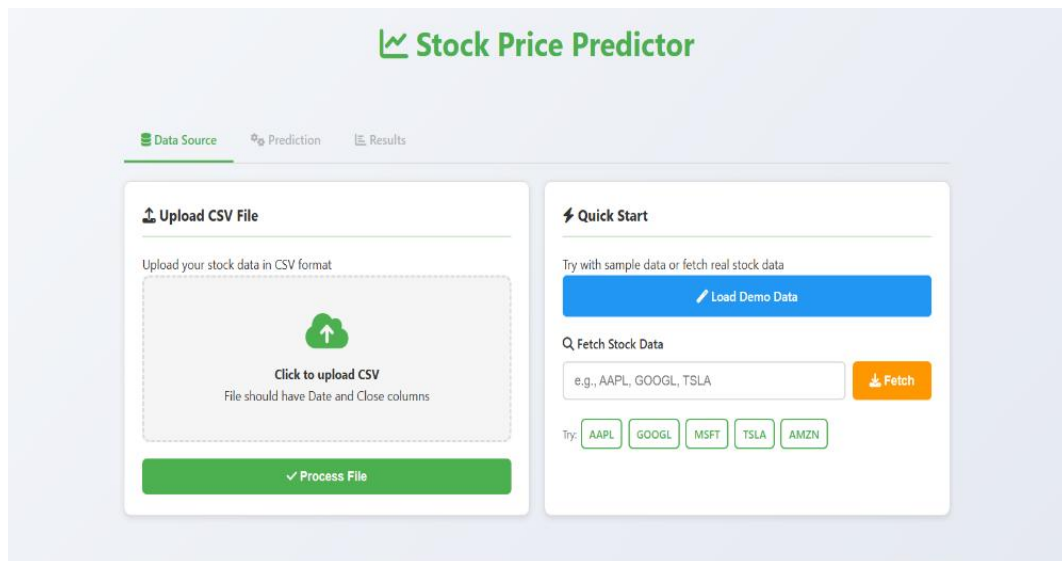 Stock Price Predictor
Data Source Prediction Results
Upload CSV File
Upload your stock data in CSV format
Click to upload CSV
File should have Date and Close columns
Process File
Quick Start
Try with sample data or fetch real stock data
Load Demo Data
Fetch Stock Data
e.g., AAPL, GOOGL, TSLA Fetch
Try: AAPL GOOGL MSFT TSLA AMZN